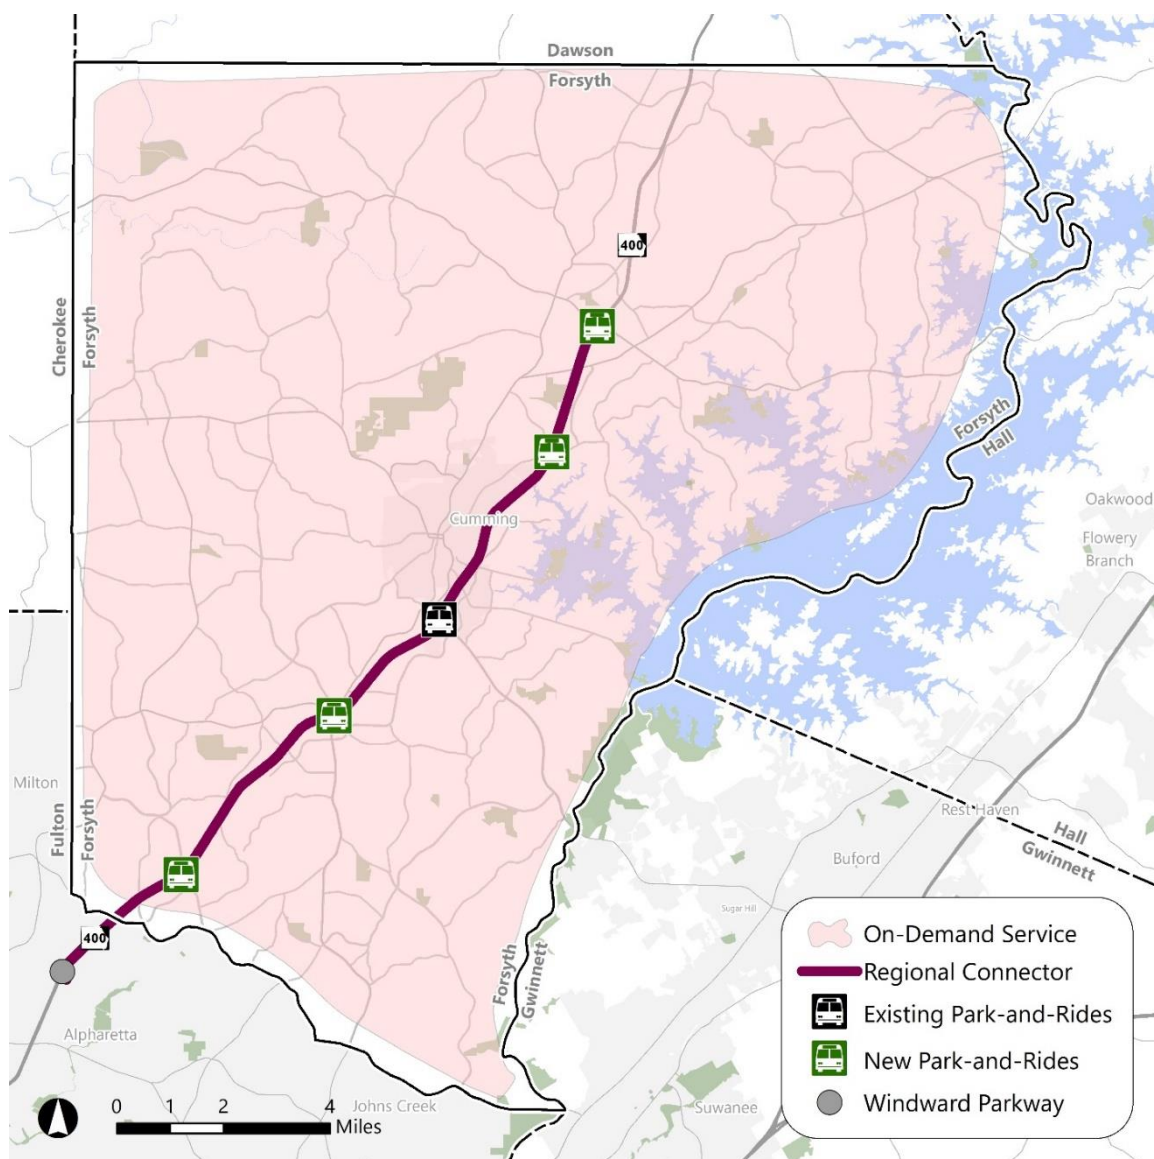 Dawson
Forsyth
400
Cherokee
Forsyth
Forsyth
Hall
Oakwood
Flowery
Branch
Cumming
Milton
Fulton
Forsyth
Rest Haven
Hall
Gwinnett
Buford
Sugar Hill
400
Forsyth
Gwinnett
Alpharetta
Johns Creek
Suwanee
On-Demand Service
Regional Connector
Existing Park-and-Rides
New Park-and-Rides
Windward Parkway
0 1 2 4
Miles